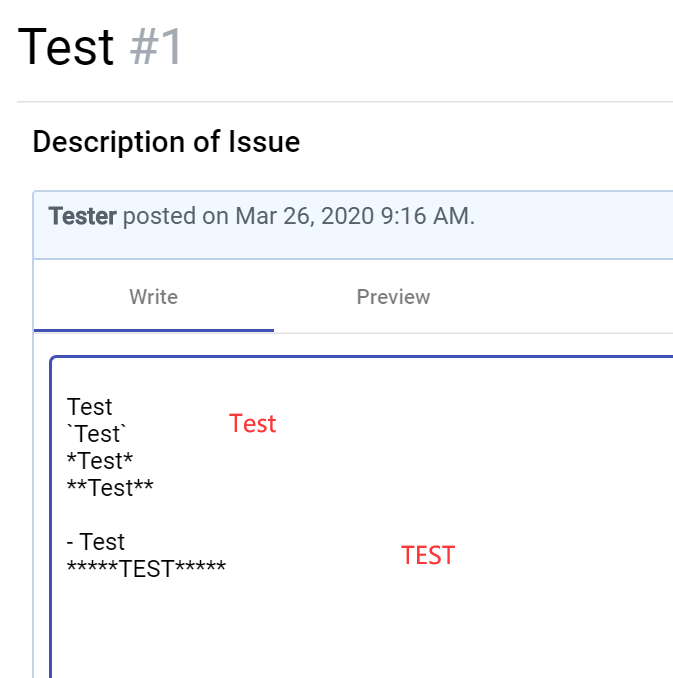 Test #1
Description of Issue
Tester posted on Mar 26, 2020 9:16 AM.
Write Preview
Test
Test
`Test`
*Test*
**Test**
- Test
TEST
*****TEST*****